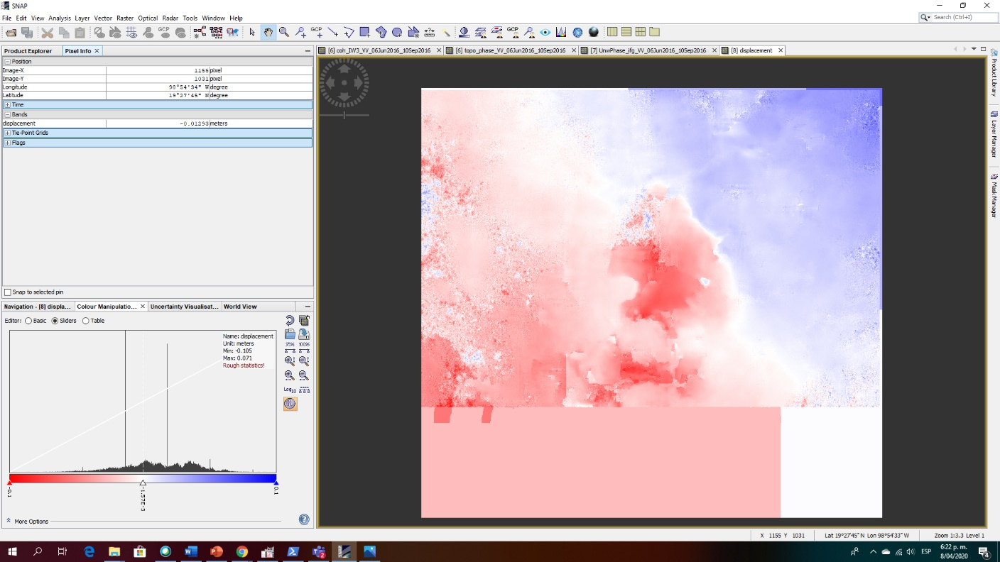 SNAP
File Edit View Analysis Layer Vector Raster Optical Radar Tools Window Help
Search (Ctrl+I)
GCP GCP GCP
Product Explorer Pixel Info
[6] coh_IW3_VV_06Jun2016_10Sep2016 [6] topo_phase_VV_06Jun2016_10Sep2016 [7] UnwPhase_ifg_VV_06Jun2016_10Sep2016 [8] displacement
Position
Image-X 1155 pixel
Image-Y 1031 pixel
Longitude 98°54'34" W degree
Latitude 19°27'45" N degree
Time
Bands
displacement -0.01293 meters
Tie-Point Grids
Flags
Product Library
Layer Manager
Mask Manager
Snap to selected pin
Navigation - [8] displa... Colour Manipulatio... Uncertainty Visualisat... World View
Editor: Basic Sliders Table
Name: displacement
Unit: meters
Min: -0.105
Max: 0.071
Rough statistics!
95% 100%
Log10
-0.1 -1.57E-3 0.1
More Options
X 1155 Y 1031 Lat 19°27'45" N Lon 98°54'33" W Zoom 1:3.3 Level 1
ESP
6:22 p. m.
8/04/2020
2
4